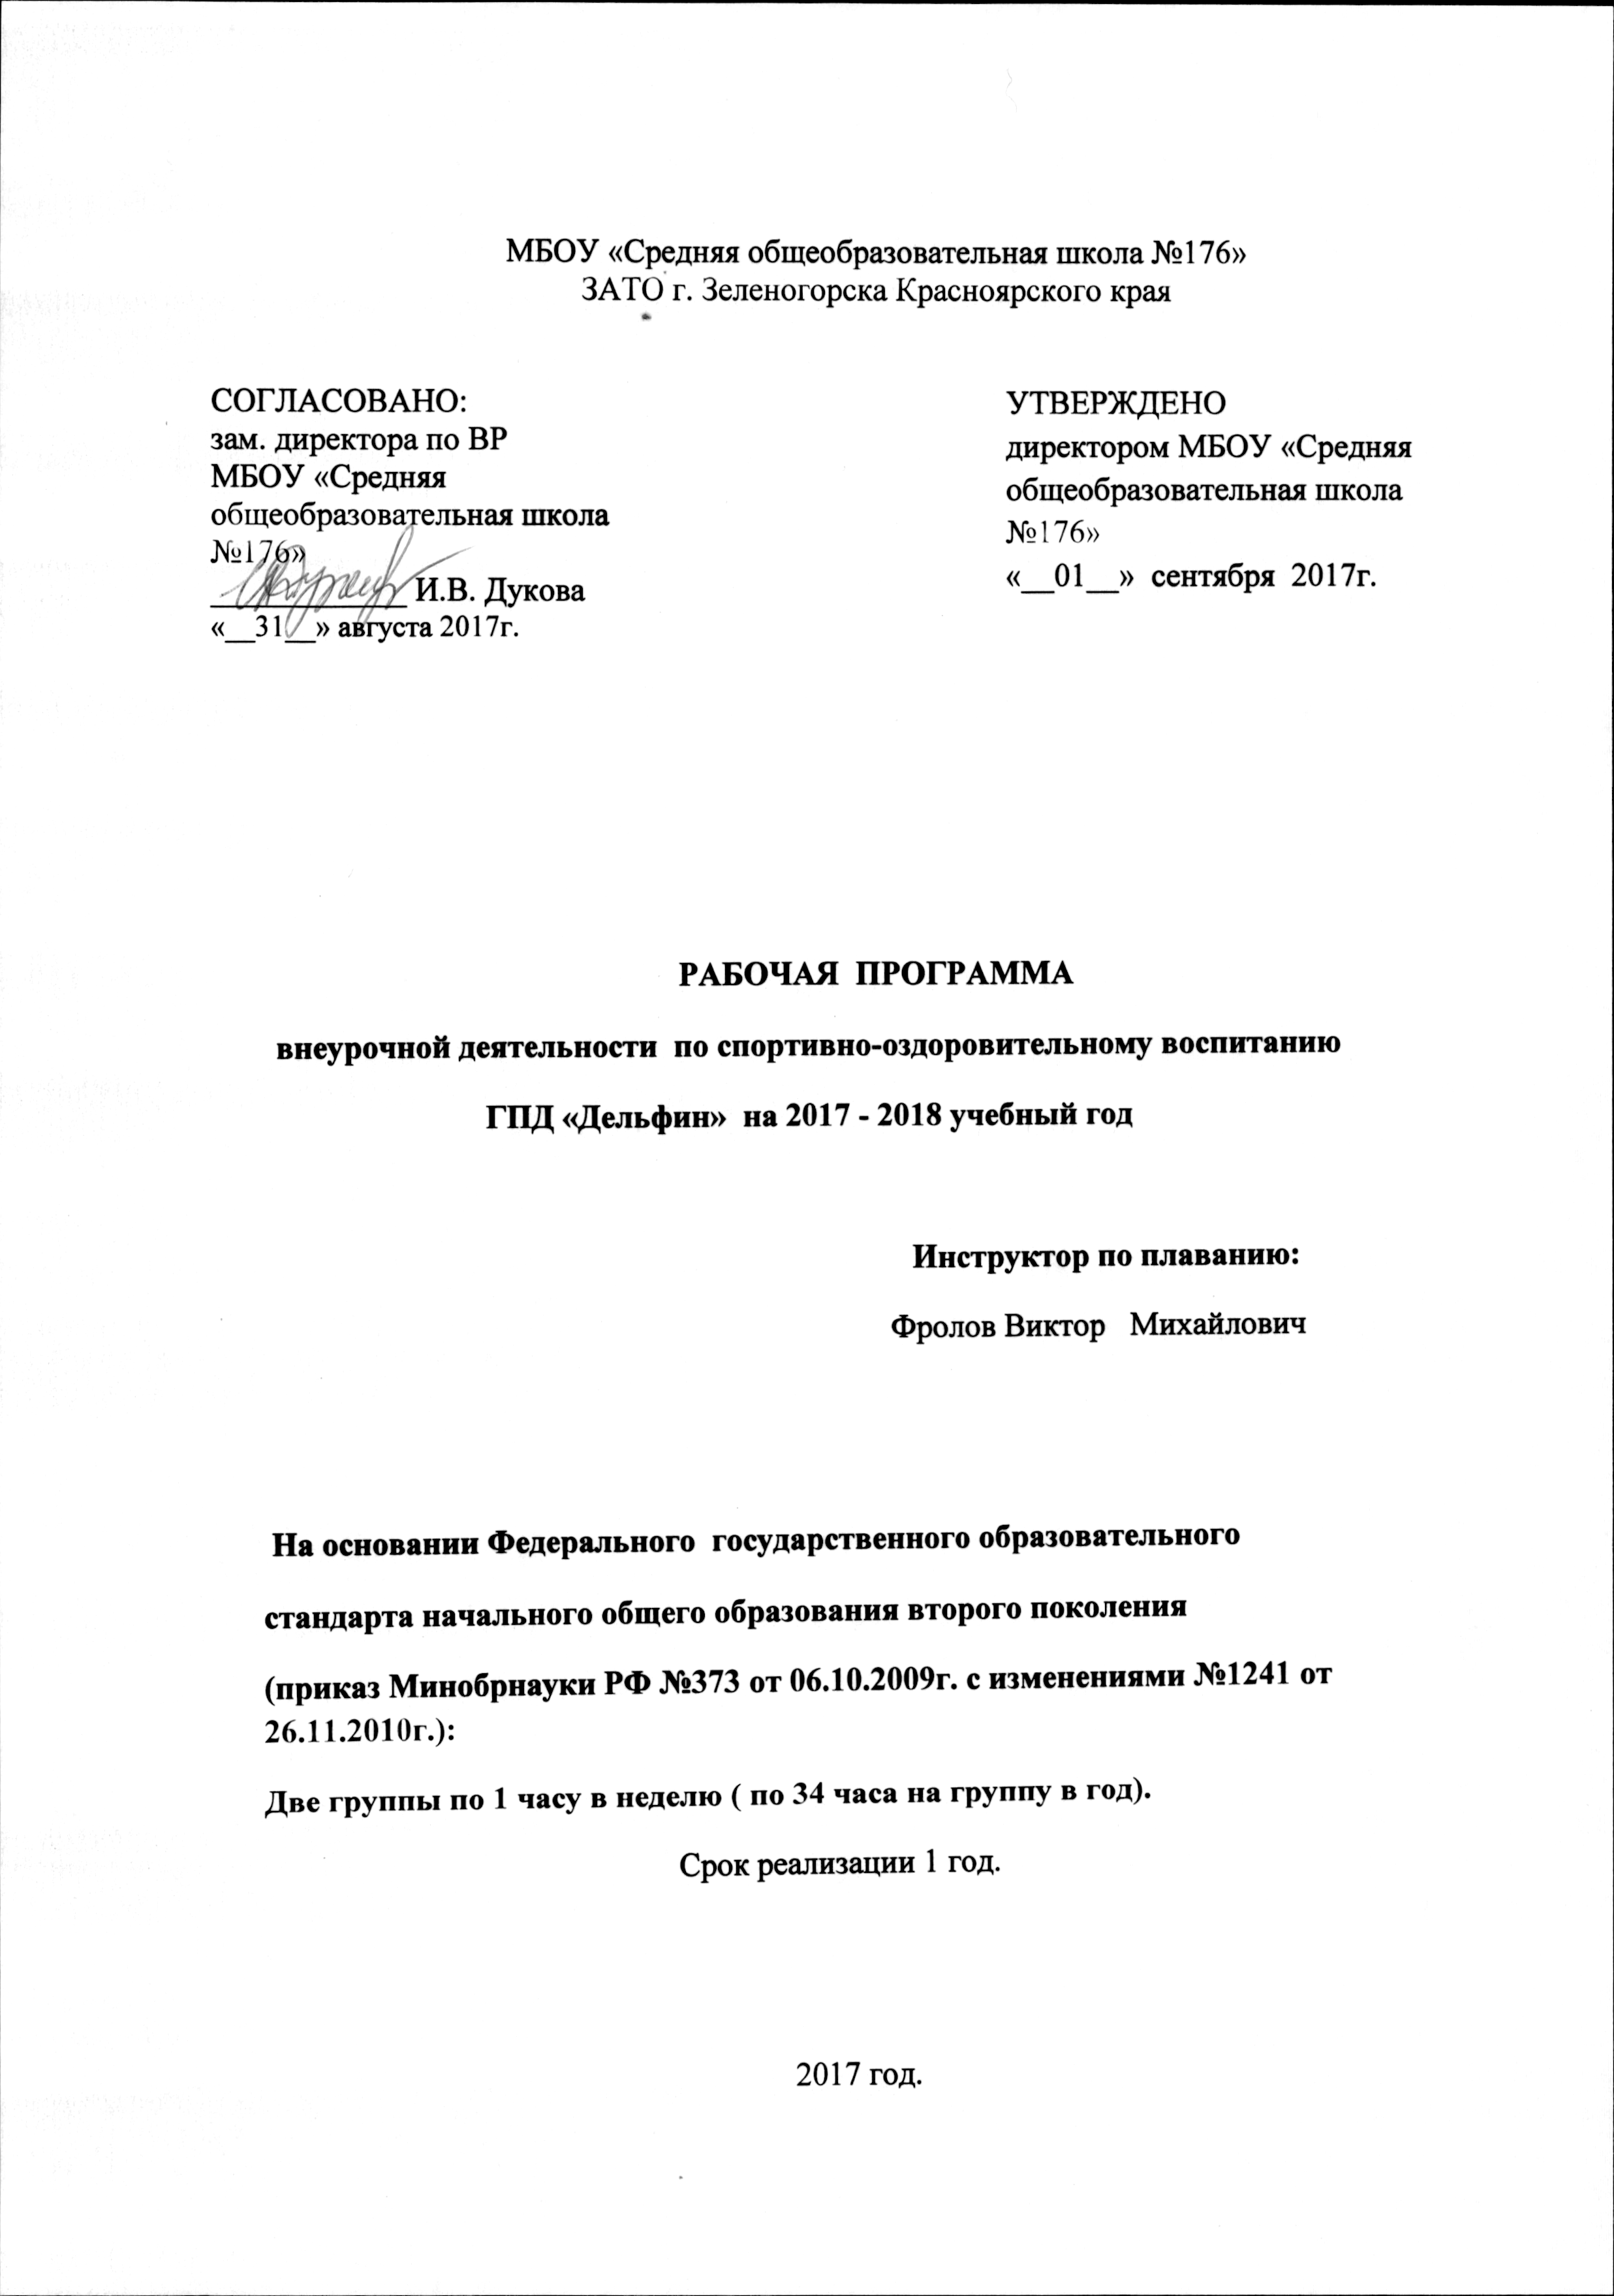 МБОУ «Средняя общеобразовательная школа №176»
ЗАТО г. Зеленогорска Красноярского края
СОГЛАСОВАНО:
зам. директора по ВР
МБОУ «Средняя
общеобразовательная школа
№176»
____________ И.В. Дукова
«__31__» августа 2017г.
УТВЕРЖДЕНО
директором МБОУ «Средняя
общеобразовательная школа
№176»
«__01__» сентября 2017г.
РАБОЧАЯ ПРОГРАММА
внеурочной деятельности по спортивно-оздоровительному воспитанию
ГПД «Дельфин» на 2017 - 2018 учебный год
Инструктор по плаванию:
Фролов Виктор Михайлович
На основании Федерального государственного образовательного
стандарта начального общего образования второго поколения
(приказ Минобрнауки РФ №373 от 06.10.2009г. с изменениями №1241 от
26.11.2010г.):
Две группы по 1 часу в неделю ( по 34 часа на группу в год).
Срок реализации 1 год.
2017 год.